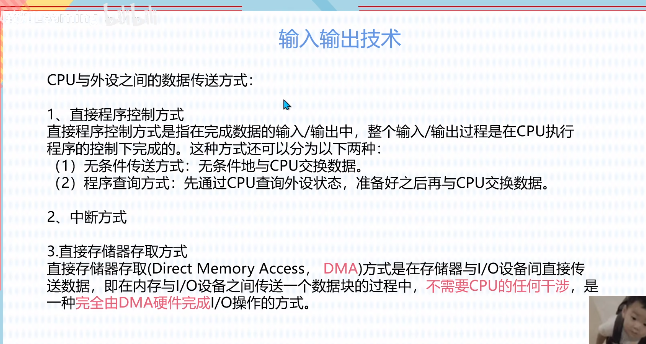 输入输出技术
CPU与外设之间的数据传送方式：
1、直接程序控制方式
直接程序控制方式是指在完成数据的输入/输出中，整个输入/输出过程是在CPU执行
程序的控制下完成的。这种方式还可以分为以下两种：
（1）无条件传送方式：无条件地与CPU交换数据。
（2）程序查询方式：先通过CPU查询外设状态，准备好之后再与CPU交换数据。
2、中断方式
3.直接存储器存取方式
直接存储器存取(Direct Memory Access， DMA)方式是在存储器与I/O设备间直接传
送数据，即在内存与I/O设备之间传送一个数据块的过程中，不需要CPU的任何干涉，是
一种完全由DMA硬件完成I/O操作的方式。